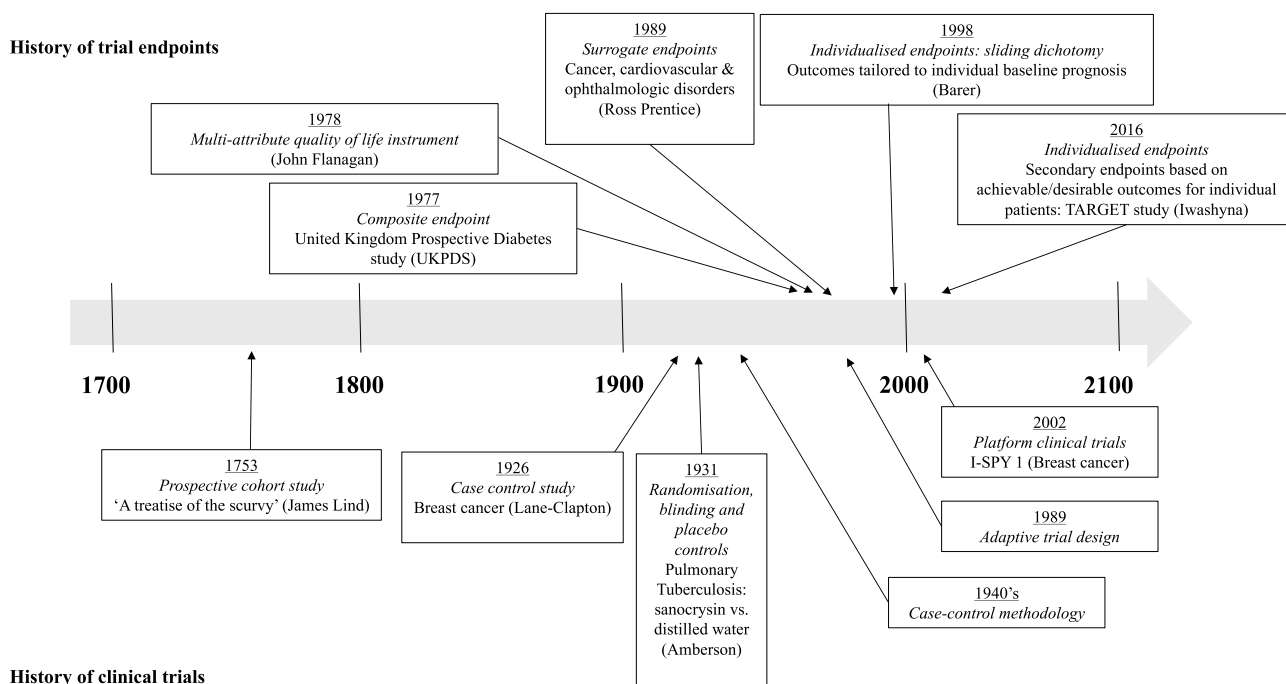 History of trial endpoints
1989
Surrogate endpoints
Cancer, cardiovascular &
ophthalmologic disorders
(Ross Prentice)
1998
Individualised endpoints: sliding dichotomy
Outcomes tailored to individual baseline prognosis
(Barer)
1978
Multi-attribute quality of life instrument
(John Flanagan)
2016
Individualised endpoints
Secondary endpoints based on
achievable/desirable outcomes for individual
patients: TARGET study (Iwashyna)
1977
Composite endpoint
United Kingdom Prospective Diabetes
study (UKPDS)
1700
1800
1900
2000
2100
1753
Prospective cohort study
‘A treatise of the scurvy’ (James Lind)
1926
Case control study
Breast cancer (Lane-Clapton)
1931
Randomisation,
blinding and
placebo
controls
Pulmonary
Tuberculosis:
sanocrysin vs.
distilled water
(Amberson)
2002
Platform clinical trials
I-SPY 1 (Breast cancer)
1989
Adaptive trial design
1940’s
Case-control methodology
History of clinical trials